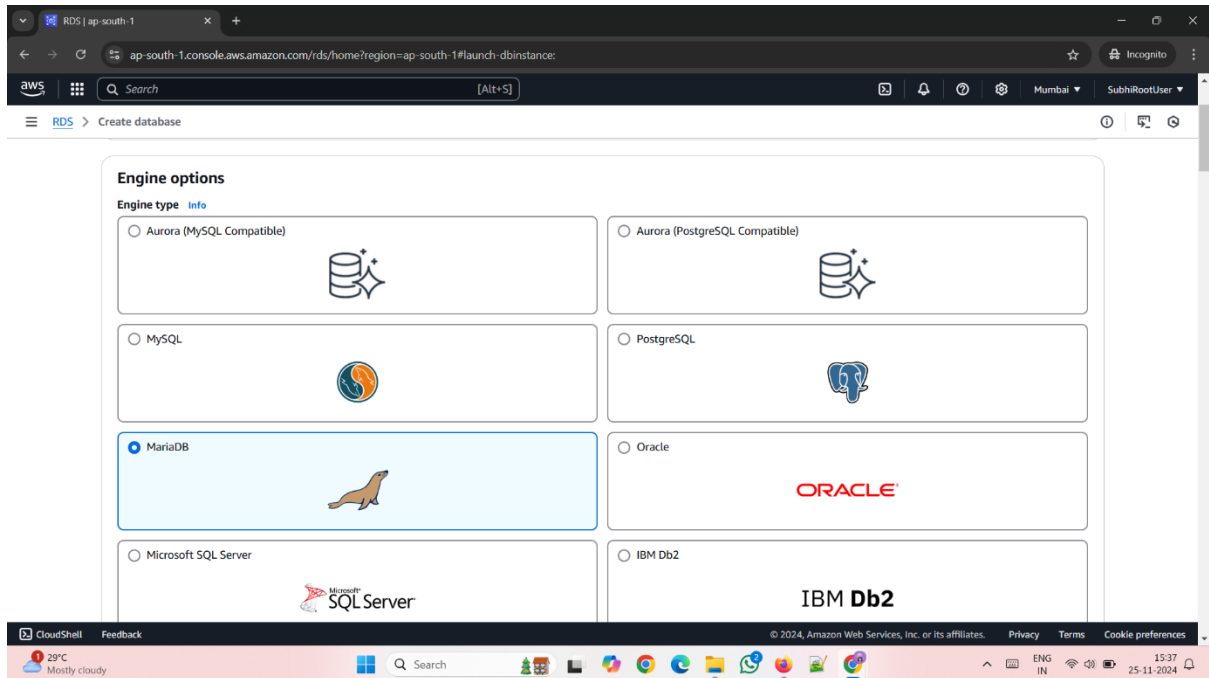 RDS | ap-south-1
ap-south-1.console.aws.amazon.com/rds/home?region=ap-south-1#launch-dbinstance:
Incognito
aws
Search
[Alt+S]
Mumbai ▼
SubhiRootUser ▼
RDS > Create database
Engine options
Engine type Info
Aurora (MySQL Compatible)
Aurora (PostgreSQL Compatible)
MySQL
PostgreSQL
MariaDB
Oracle
ORACLE
Microsoft SQL Server
IBM Db2
Microsoft
SQL Server
IBM Db2
CloudShell Feedback
© 2024, Amazon Web Services, Inc. or its affiliates. Privacy Terms Cookie preferences
1
29°C
Mostly cloudy
Search
2
n
ENG
IN
15:37
25-11-2024